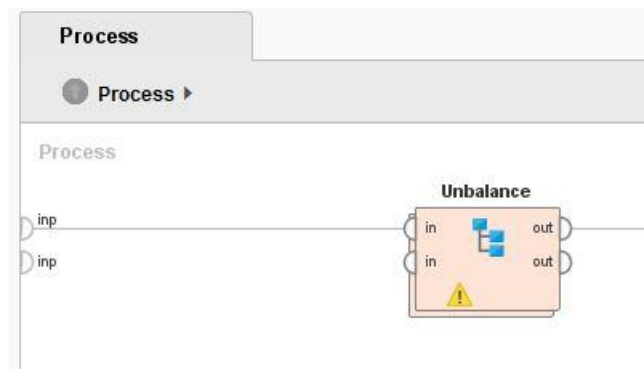 Process
Process
Process
Unbalance
inp
in
out
inp
in
out